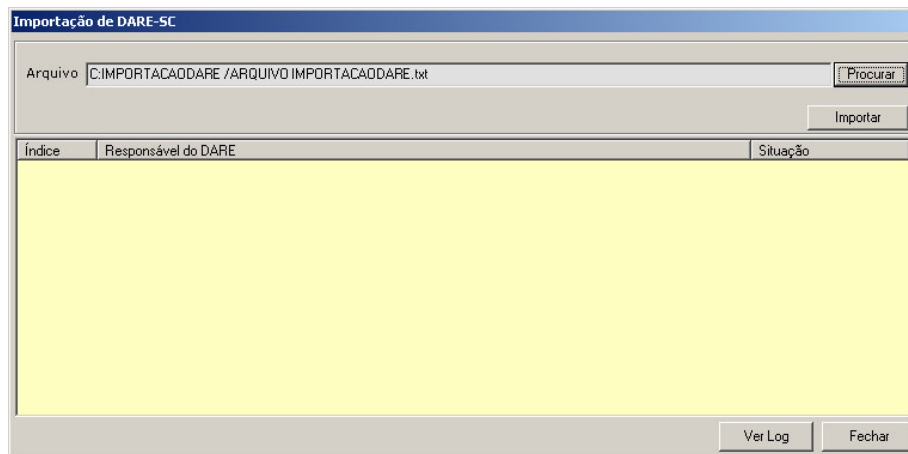 Importação de DARE-SC
Arquivo C:IMPORTACAODARE /ARQUIVO IMPORTACAODARE.txt Procurar
Importar
Índice Responsável do DARE Situação
Ver Log Fechar